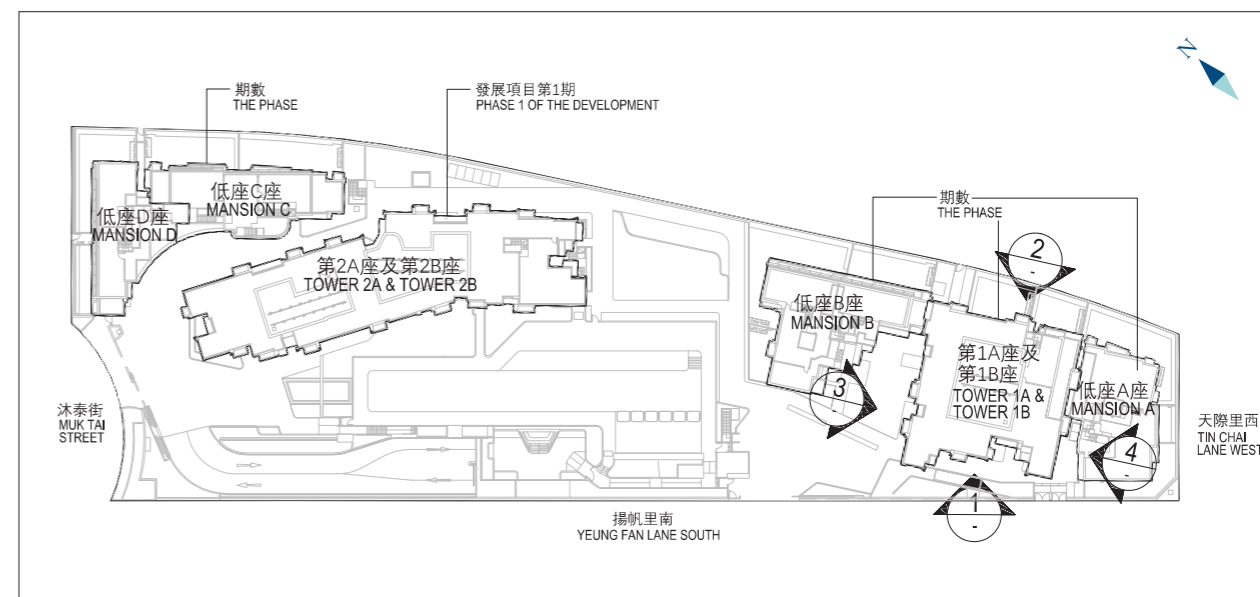 N
期數
THE PHASE
發展項目第1期
PHASE 1 OF THE DEVELOPMENT
低座C座
MANSION C
低座D座
MANSION D
第2A座及第2B座
TOWER 2A & TOWER 2B
期數
THE PHASE
2
-
低座B座
MANSION B
第1A座及
第1B座
TOWER 1A &
TOWER 1B
低座A座
MANSION A
3
-
4
-
1
-
沐泰街
MUK TAI
STREET
天際里西
TIN CHAI
LANE WEST
揚帆里南
YEUNG FAN LANE SOUTH